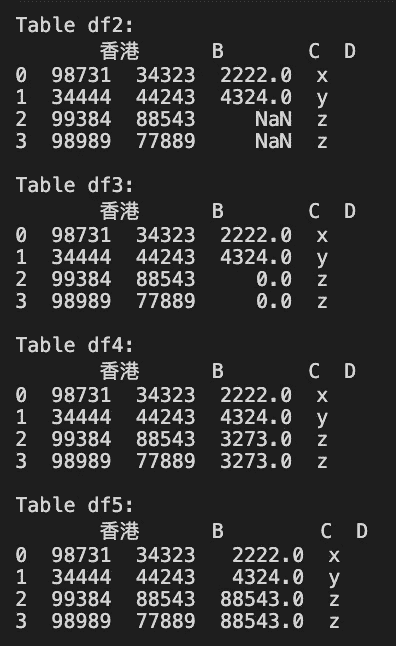 Table df2:
香港 B C D
0 98731 34323 2222.0 x
1 34444 44243 4324.0 y
2 99384 88543 NaN z
3 98989 77889 NaN z
Table df3:
香港 B C D
0 98731 34323 2222.0 x
1 34444 44243 4324.0 y
2 99384 88543 0.0 z
3 98989 77889 0.0 z
Table df4:
香港 B C D
0 98731 34323 2222.0 x
1 34444 44243 4324.0 y
2 99384 88543 3273.0 z
3 98989 77889 3273.0 z
Table df5:
香港 B C D
0 98731 34323 2222.0 x
1 34444 44243 4324.0 y
2 99384 88543 88543.0 z
3 98989 77889 88543.0 z